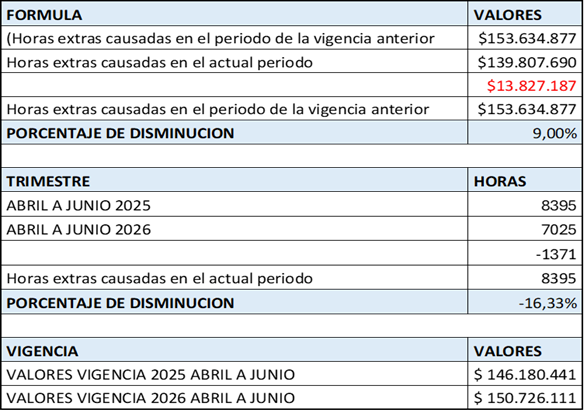 FORMULA VALORES
(Horas extras causadas en el periodo de la vigencia anterior $153.634.877
Horas extras causadas en el actual periodo $139.807.690
$13.827.187
Horas extras causadas en el periodo de la vigencia anterior $153.634.877
PORCENTAJE DE DISMINUCION 9,00%
TRIMESTRE HORAS
ABRIL A JUNIO 2025 8395
ABRIL A JUNIO 2026 7025
-1371
Horas extras causadas en el actual periodo 8395
PORCENTAJE DE DISMINUCION -16,33%
VIGENCIA VALORES
VALORES VIGENCIA 2025 ABRIL A JUNIO $ 146.180.441
VALORES VIGENCIA 2026 ABRIL A JUNIO $ 150.726.111